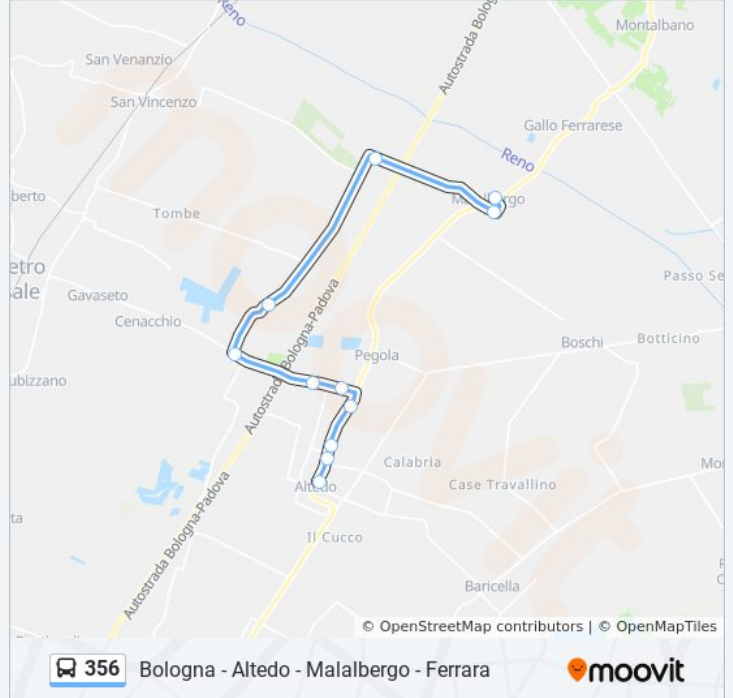 Reno
Autostrada Bolog
Montalbano
San Venanzio
San Vincenzo
Gallo Ferrarese
Reno
berto
Malalbergo
Tombe
etro
ale
Passo Se
Gavaseto
Cenacchio
Autostrada Bologna-Padova
Boschi
Botticino
Pegola
ubizzano
Calabria
Mo
Altedo
Case Travallino
ta
Autostrada Bologna-Padova
Il Cucco
Baricella
moovit
© OpenStreetMap contributors | © OpenMapTiles
356
Bologna - Altedo - Malalbergo - Ferrara
moovit